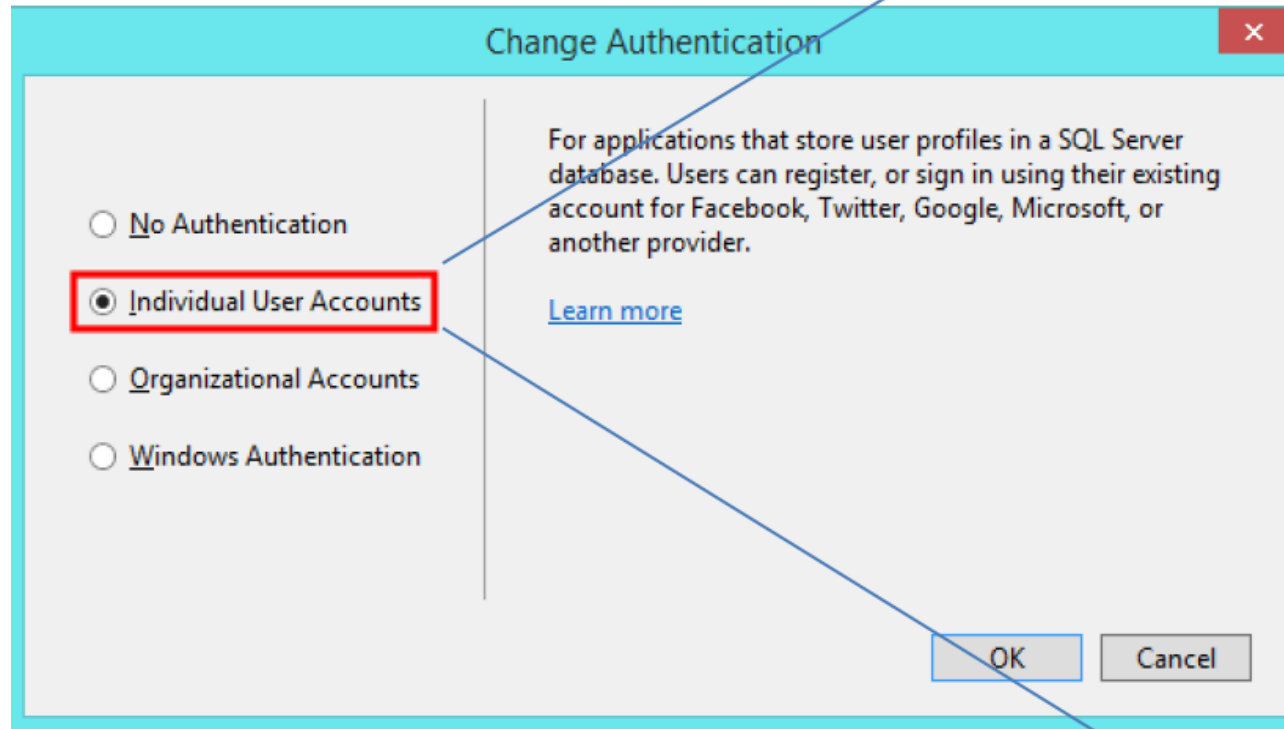 Change Authentication
No Authentication
Individual User Accounts
Organizational Accounts
Windows Authentication
For applications that store user profiles in a SQL Server
database. Users can register, or sign in using their existing
account for Facebook, Twitter, Google, Microsoft, or
another provider.
Learn more
OK
Cancel